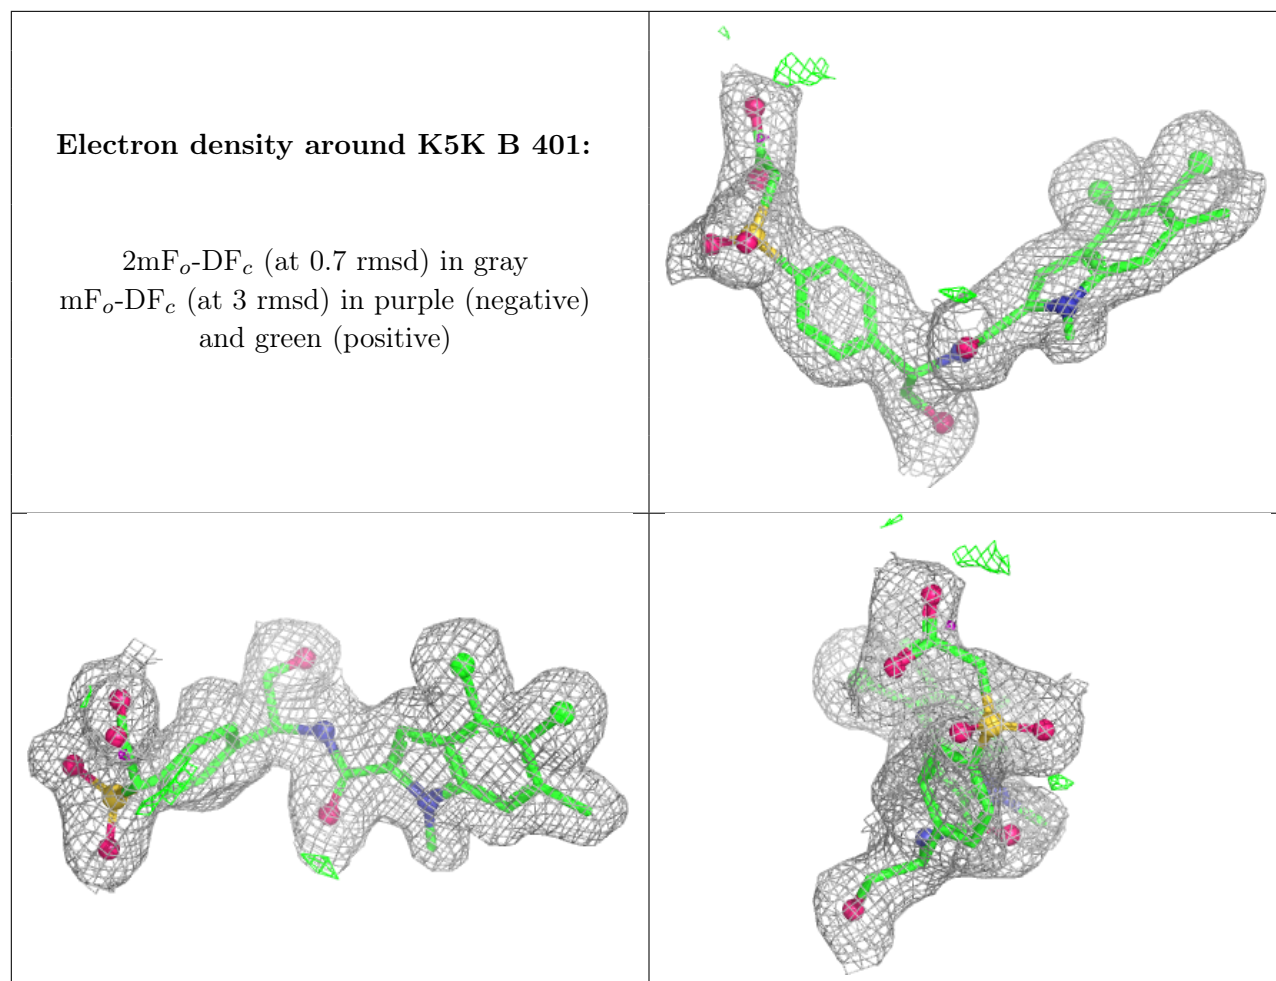 Electron density around K5K B 401:
2mFo-DFc (at 0.7 rmsd) in gray
mFo-DFc (at 3 rmsd) in purple (negative)
and green (positive)